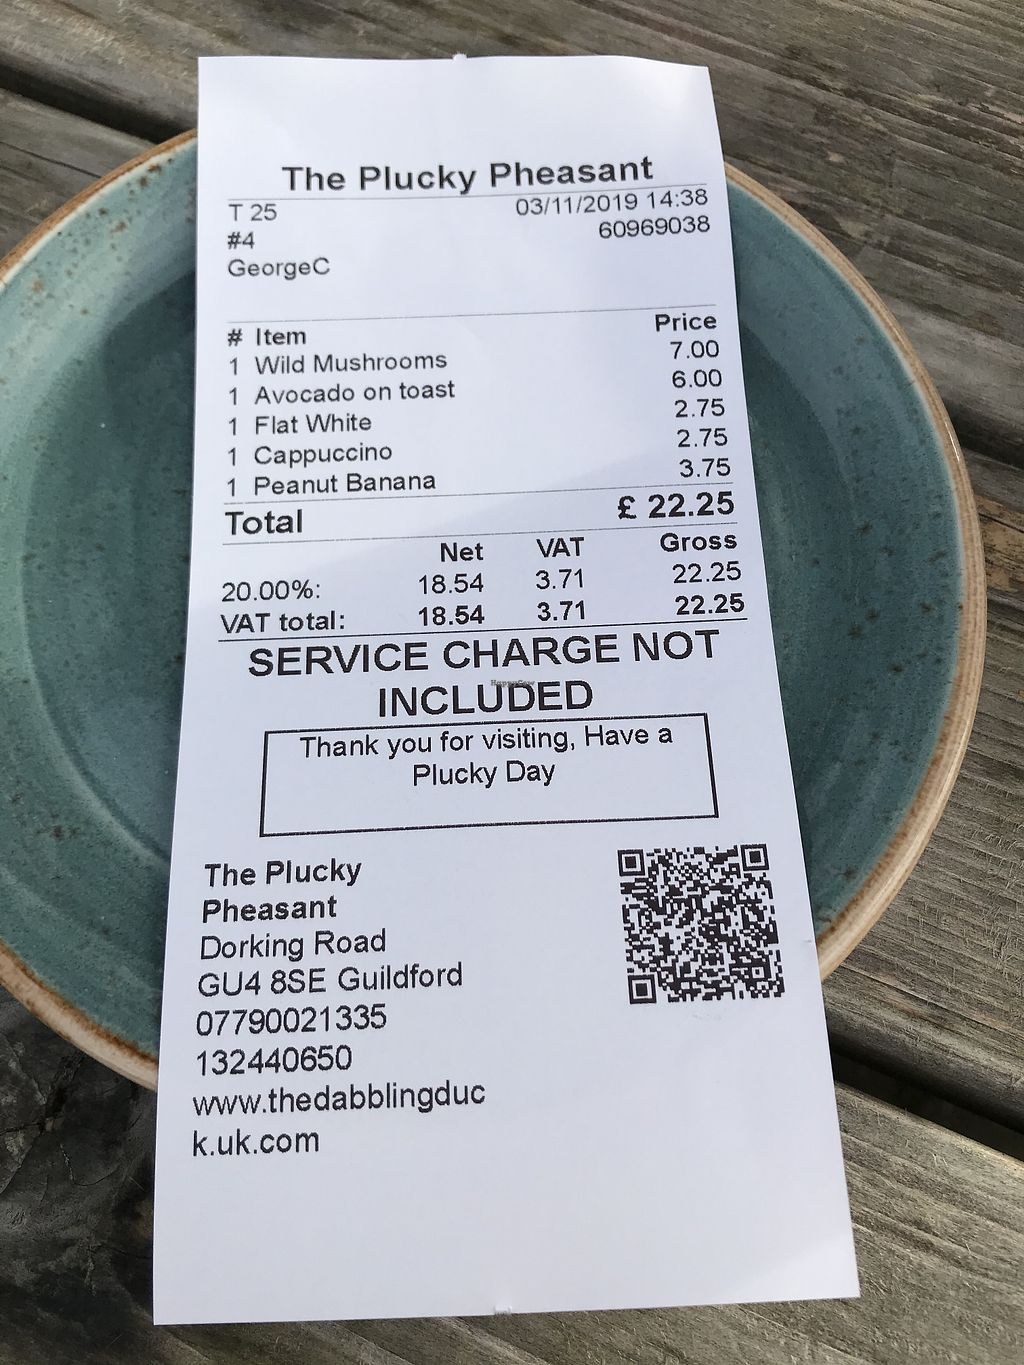 The Plucky Pheasant
T 25 03/11/2019 14:38
#4 60969038
GeorgeC
# Item Price
1 Wild Mushrooms 7.00
1 Avocado on toast 6.00
1 Flat White 2.75
1 Cappuccino 2.75
1 Peanut Banana 3.75
Total £ 22.25
Net VAT Gross
20.00%: 18.54 3.71 22.25
VAT total: 18.54 3.71 22.25
SERVICE CHARGE NOT
INCLUDED
HappyCow
Thank you for visiting, Have a
Plucky Day
The Plucky
Pheasant
Dorking Road
GU4 8SE Guildford
07790021335
132440650
www.thedabblingduc
k.uk.com